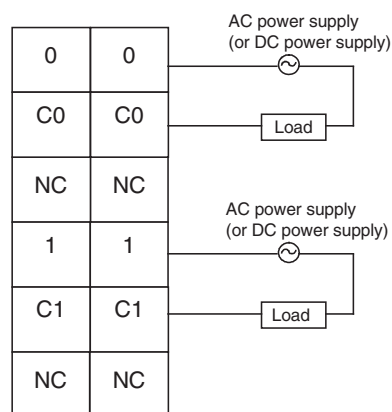 AC power supply
(or DC power supply)
0 0
C0 C0
Load
NC NC
AC power supply
(or DC power supply)
1 1
C1 C1
Load
NC NC